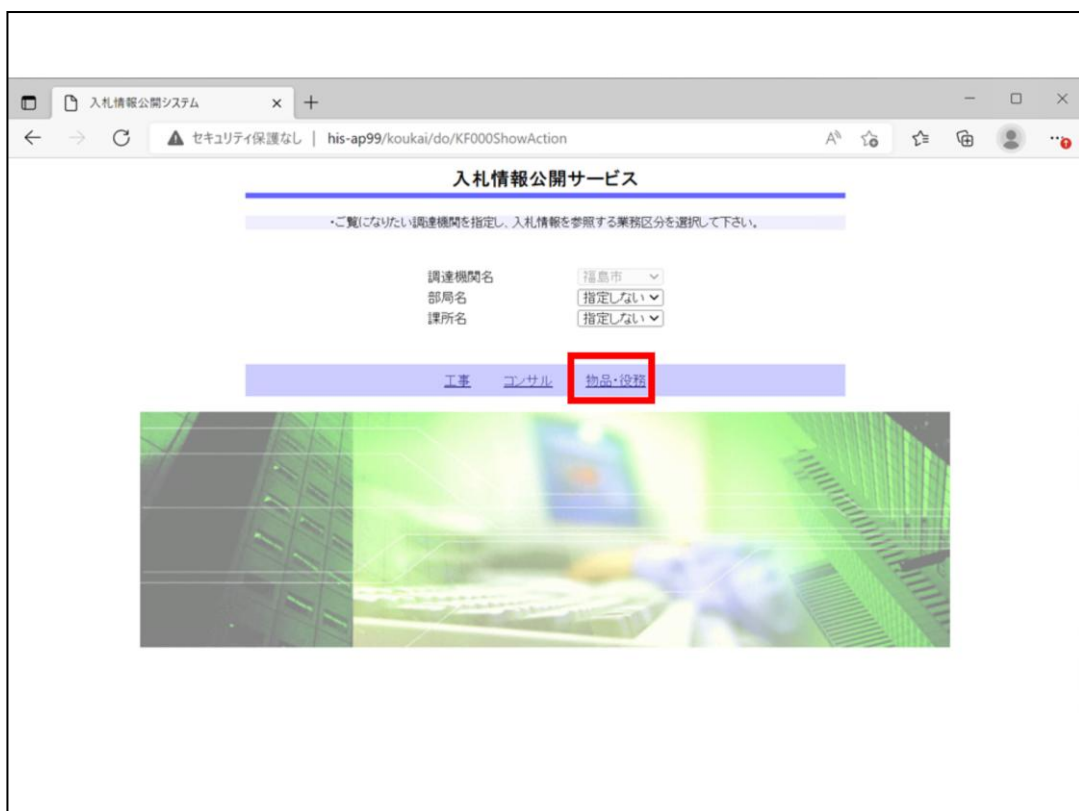 入札情報公開システム
セキュリティ保護なし | his-ap99/koukai/do/KF000ShowAction
入札情報公開サービス
・ご覧になりたい調達機関を指定し、入札情報を参照する業務区分を選択して下さい。
調達機関名 福島市
部局名 指定しない
課所名 指定しない
工事 コンサル 物品・役務